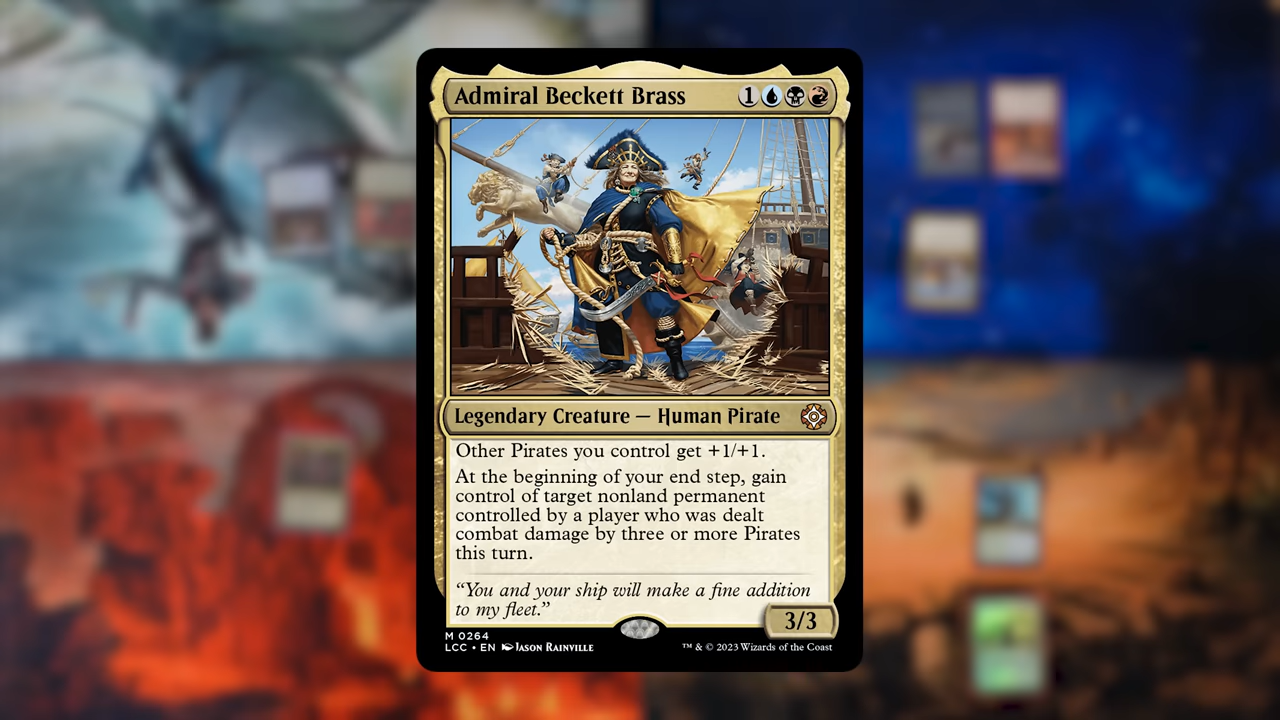 Admiral Beckett Brass 1
Legendary Creature — Human Pirate
Other Pirates you control get +1/+1.
At the beginning of your end step, gain
control of target nonland permanent
controlled by a player who was dealt
combat damage by three or more Pirates
this turn.
“You and your ship will make a fine addition
to my fleet.”
3/3
M 0264
LCC • EN Jason Rainville ™ & © 2023 Wizards of the Coast